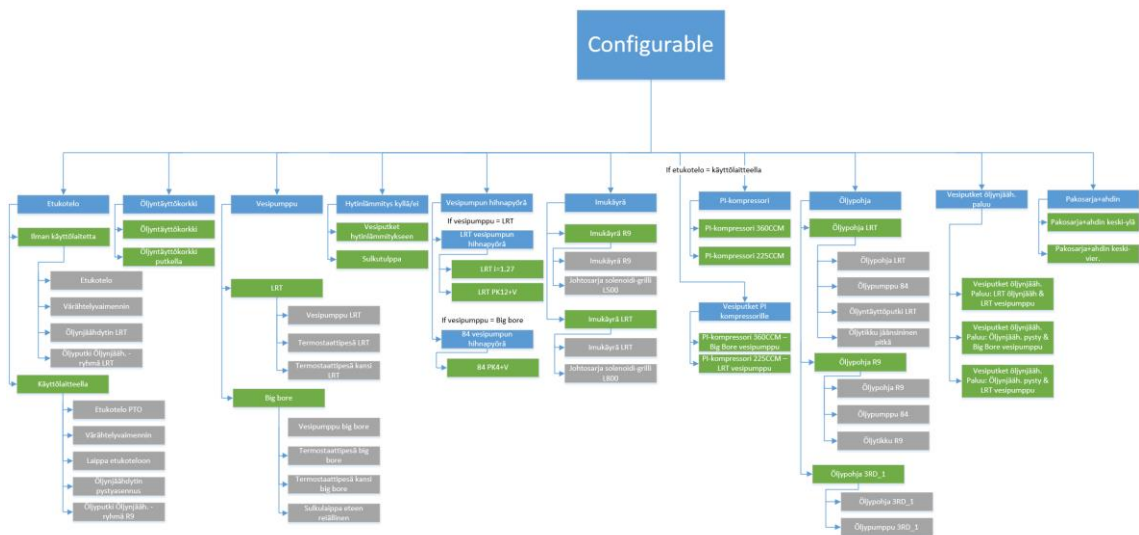 Configurable
If etukotelo = käyttölaitteella
Etukotelo
Ilman käyttölaitetta
Etukotelo
Värähtelyvaimennin
Öljynjäähdytin LRT
Öljyputki Öljynjääh. -
ryhmä LRT
Käyttölaitteella
Etukotelo PTO
Värähtelyvaimennin
Laippa etukoteloon
Öljynjäähdytin
pystyasennus
Öljyputki Öljynjääh. -
ryhmä R9
Öljyntäyttökorkki
Öljyntäyttökorkki
Öljyntäyttökorkki
putkella
Vesipumppu
LRT
Vesipumppu LRT
Termostaattipesä LRT
Termostaattipesä kansi
LRT
Big bore
Vesipumppu big bore
Termostaattipesä big
bore
Termostaattipesä kansi
big bore
Sulkulaippa eteen
reiällinen
Hytinlämmitys kyllä/ei
Vesiputket
hytinlämmitykseen
Sulkutulppa
Vesipumpun hihnapyörä
If vesipumppu = LRT
LRT vesipumpun
hihnapyörä
LRT i=1.27
LRT PK12+V
If vesipumppu = Big bore
84 vesipumpun
hihnapyörä
84 PK4+V
Imukäyrä
Imukäyrä R9
Imukäyrä R9
Johtosarja solenoidi-grilli
L500
Imukäyrä LRT
Imukäyrä LRT
Johtosarja solenoidi-grilli
L800
PI-kompressori
PI-kompressori 360CCM
PI-kompressori 225CCM
Vesiputket PI
kompressorille
PI-kompressori 360CCM –
Big Bore vesipumppu
PI-kompressori 225CCM –
LRT vesipumppu
Öljypohja
Öljypohja LRT
Öljypohja LRT
Öljypumppu 84
Öljyntäyttöputki LRT
Öljytikku jäänsininen
pitkä
Öljypohja R9
Öljypohja R9
Öljypumppu 84
Öljytikku R9
Öljypohja 3RD_1
Öljypohja 3RD_1
Öljypumppu 3RD_1
Vesiputket öljynjääh.
paluu
Vesiputket öljynjääh.
Paluu: LRT öljynjääh &
LRT vesipumppu
Vesiputket öljynjääh.
Paluu: Öljynjääh. pysty
& Big Bore vesipumppu
Vesiputket öljynjääh.
Paluu: Öljynjääh. pysty &
LRT vesipumppu
Pakosarja+ahdin
Pakosarja+ahdin keski-ylä
Pakosarja+ahdin keski-
vier.